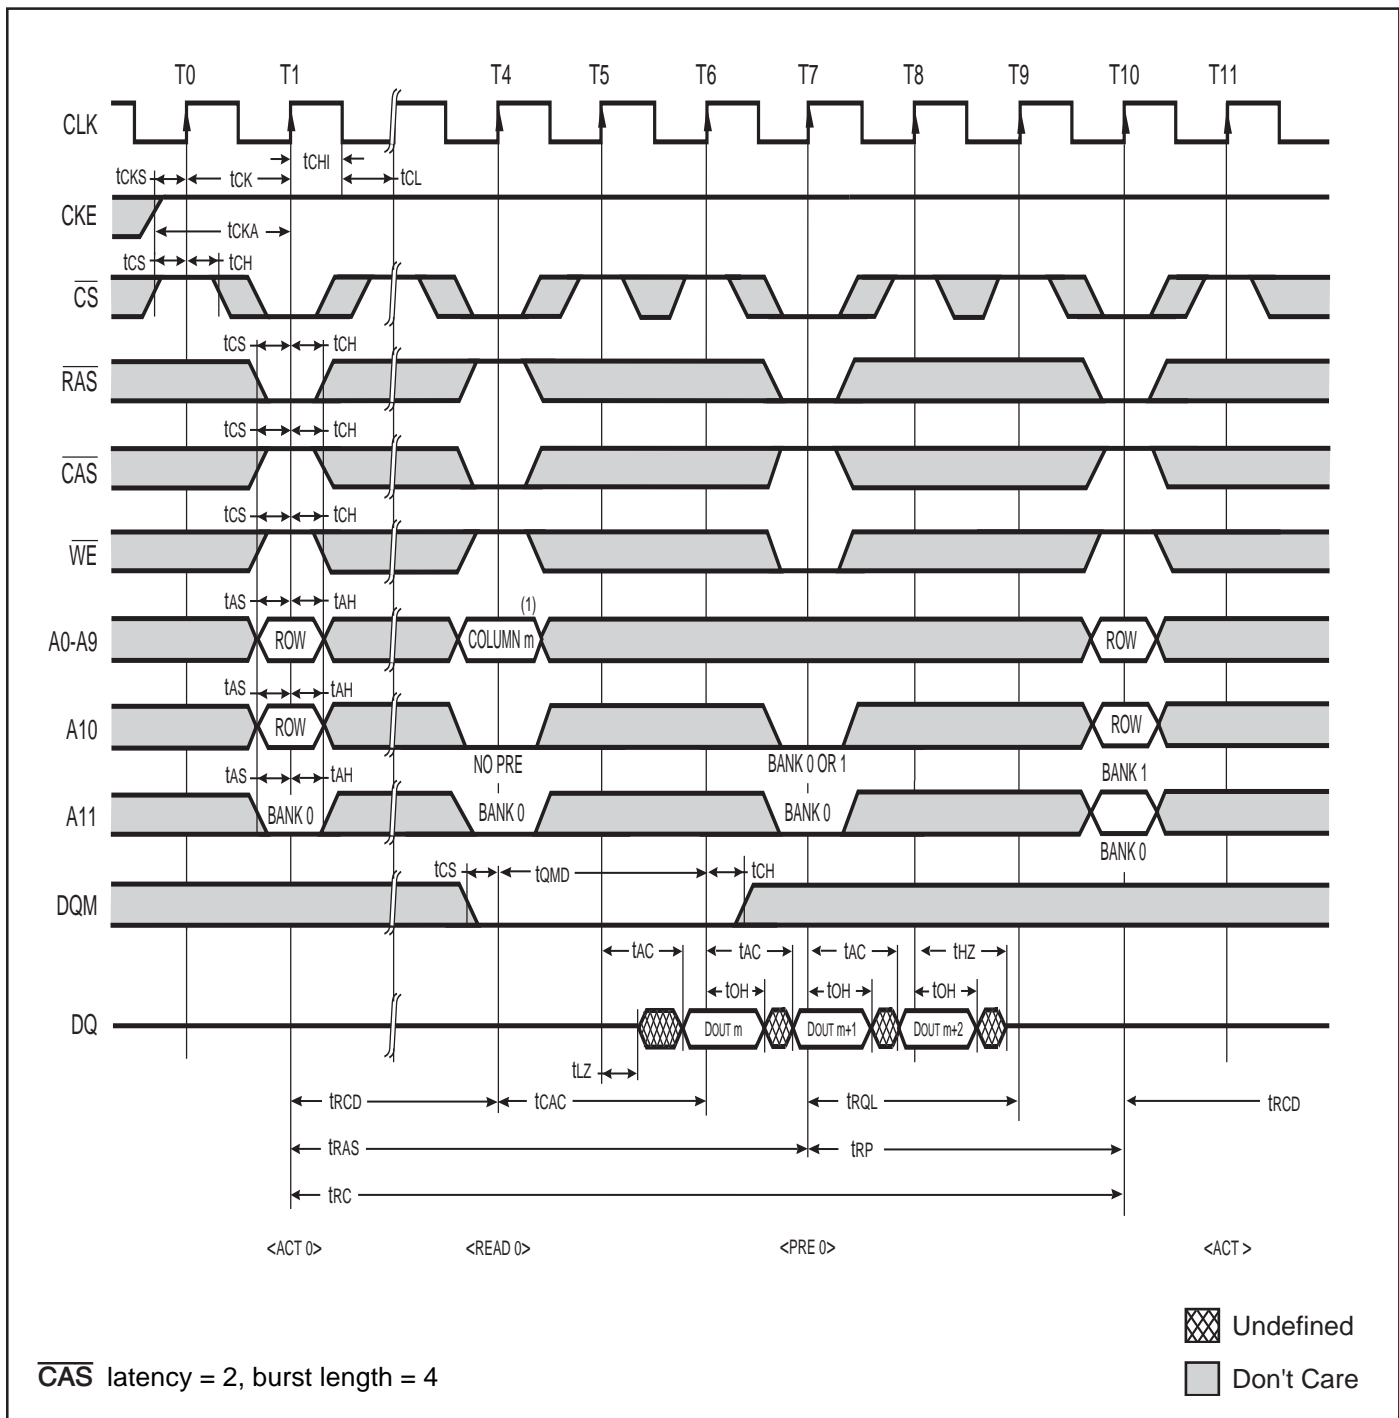 T0 T1 T4 T5 T6 T7 T8 T9 T10 T11
CLK
tCHI
tCKS tCK tCL
CKE
tCKA
tCS tCH
CS
tCS tCH
RAS
tCS tCH
CAS
tCS tCH
WE
tAS tAH (1)
A0-A9 ROW COLUMN m ROW
tAS tAH
A10 ROW ROW
NO PRE BANK 0 OR 1 BANK 1
tAS tAH
A11 BANK 0 BANK 0 BANK 0
BANK 0
tCS tQMD tCH
DQM
tAC tAC tAC tHZ
tOH tOH tOH
DQ DOUT m DOUT m+1 DOUT m+2
tLZ
tRCD tCAC tRQL tRCD
tRAS tRP
tRC
<ACT 0> <READ 0> <PRE 0> <ACT >
Undefined
CAS latency = 2, burst length = 4
Don't Care